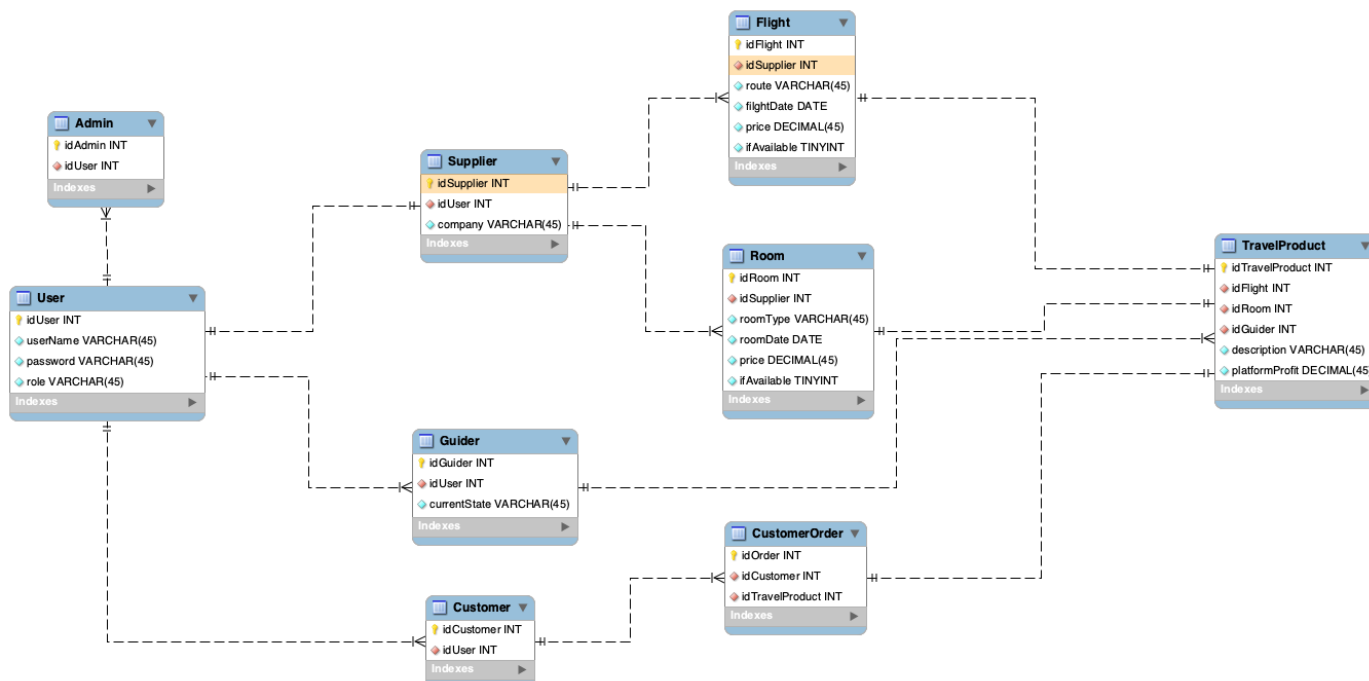 Flight
idFlight INT
idSupplier INT
route VARCHAR(45)
filghtDate DATE
price DECIMAL(45)
ifAvailable TINYINT
Indexes
Admin
idAdmin INT
idUser INT
Indexes
Supplier
idSupplier INT
idUser INT
company VARCHAR(45)
Indexes
Room
idRoom INT
idSupplier INT
roomType VARCHAR(45)
roomDate DATE
price DECIMAL(45)
ifAvailable TINYINT
Indexes
TravelProduct
idTravelProduct INT
idFlight INT
idRoom INT
idGuider INT
description VARCHAR(45)
platformProfit DECIMAL(45
Indexes
User
idUser INT
userName VARCHAR(45)
password VARCHAR(45)
role VARCHAR(45)
Indexes
Guider
idGuider INT
idUser INT
currentState VARCHAR(45)
Indexes
CustomerOrder
idOrder INT
idCustomer INT
idTravelProduct INT
Indexes
Customer
idCustomer INT
idUser INT
Indexes